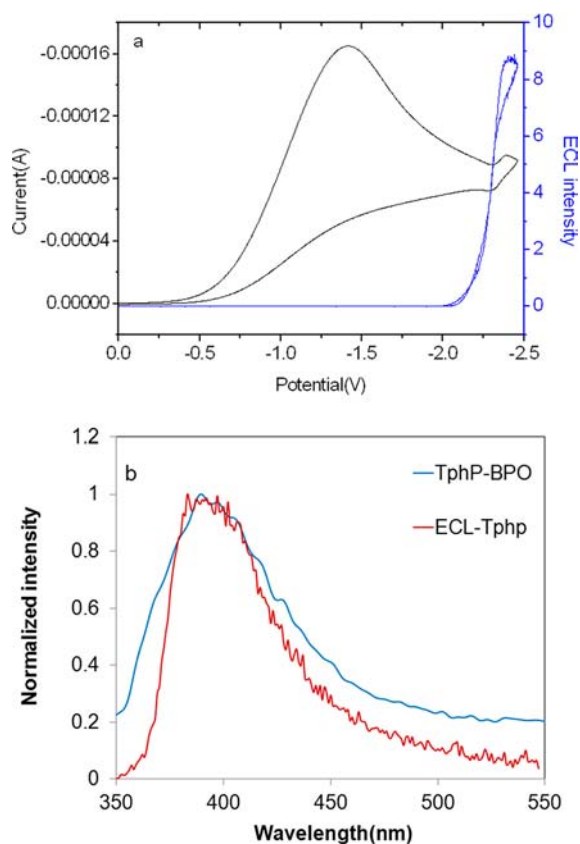 a
-0.00016
-0.00012
-0.00008
-0.00004
0.00000
Current(A)
10
8
6
4
2
0
ECL intensity
0.0 -0.5 -1.0 -1.5 -2.0 -2.5
Potential(V)
b
TphP-BPO
ECL-Tphp
1.2
1
0.8
0.6
0.4
0.2
0
Normalized intensity
350 400 450 500 550
Wavelength(nm)